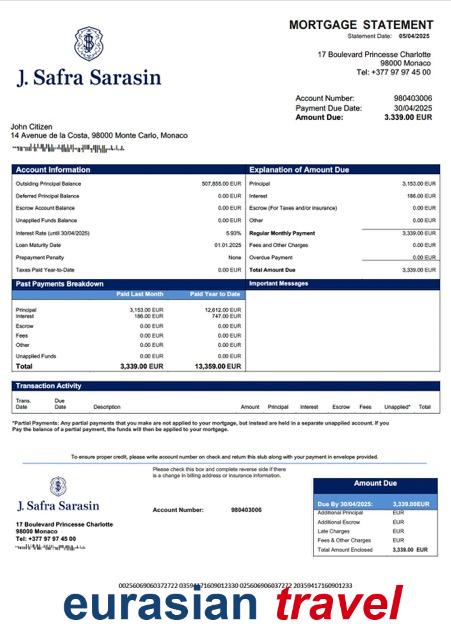 MORTGAGE STATEMENT
Statement Date: 05/04/2025
J. Safra Sarasin
17 Boulevard Princesse Charlotte
98000 Monaco
Tel: +377 97 97 45 00
Account Number: 980403006
Payment Due Date: 30/04/2025
Amount Due: 3.339.00 EUR
John Citizen
14 Avenue de la Costa, 98000 Monte Carlo, Monaco
Account Information
Outsiding Principal Balance 507,855.00 EUR
Deferred Principal Balance 0.00 EUR
Escrow Account Balance 0.00 EUR
Unapplied Funds Balance 0.00 EUR
Interest Rate (until 30/04/2025) 5.93%
Loan Maturity Date 01.01.2025
Prepayment Penalty None
Taxes Paid Year-to-Date 0.00 EUR
Explanation of Amount Due
Principal 3,153.00 EUR
Interest 186.00 EUR
Escrow (For Taxes and/or Insurance) 0.00 EUR
Other 0.00 EUR
Regular Monthly Payment 3,339.00 EUR
Fees and Other Charges 0.00 EUR
Overdue Payment 0.00 EUR
Total Amount Due 3,339.00 EUR
Past Payments Breakdown
Paid Last Month Paid Year to Date
Principal 3,153.00 EUR 12,612.00 EUR
Interest 186.00 EUR 747.00 EUR
Escrow 0.00 EUR 0.00 EUR
Fees 0.00 EUR 0.00 EUR
Other 0.00 EUR 0.00 EUR
Unapplied Funds 0.00 EUR 0.00 EUR
Total 3,339.00 EUR 13,359.00 EUR
Important Messages
Transaction Activity
Trans. Date Due Date Description Amount Principal Interest Escrow Fees Unapplied* Total
*Partial Payments: Any partial payments that you make are not applied to your mortgage, but instead are held in a separate unapplied account. If you
Pay the balance of a partial payment, the funds will then be applied to your mortgage.
To ensure proper credit, please write account number on check and return this stub along with your payment in envelope provided.
Please check this box and complete reverse side if there
is a change in billing address or insurance information.
J. Safra Sarasin
17 Boulevard Princesse Charlotte
98000 Monaco
Tel: +377 97 97 45 00
Account Number: 980403006
Amount Due
Due By 30/04/2025: 3,339.00EUR
Additional Principal EUR
Additional Escrow EUR
Late Charges EUR
Fees & Other Charges EUR
Total Amount Enclosed 3,339.00 EUR
eurasian travel